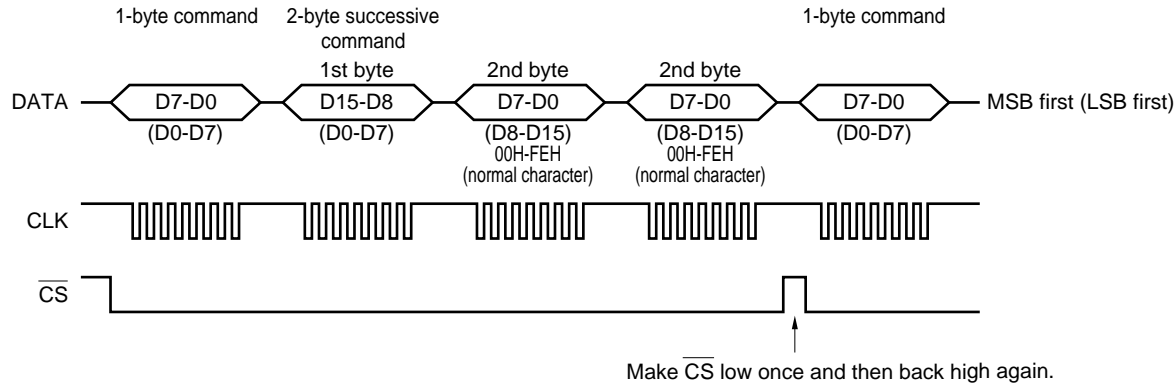 1-byte command
2-byte successive
command
1-byte command
1st byte
2nd byte
2nd byte
DATA
D7-D0
D15-D8
D7-D0
D7-D0
D7-D0
MSB first (LSB first)
(D0-D7)
(D0-D7)
(D8-D15)
(D8-D15)
(D0-D7)
00H-FEH
00H-FEH
(normal character)
(normal character)
CLK
CS
Make CS low once and then back high again.